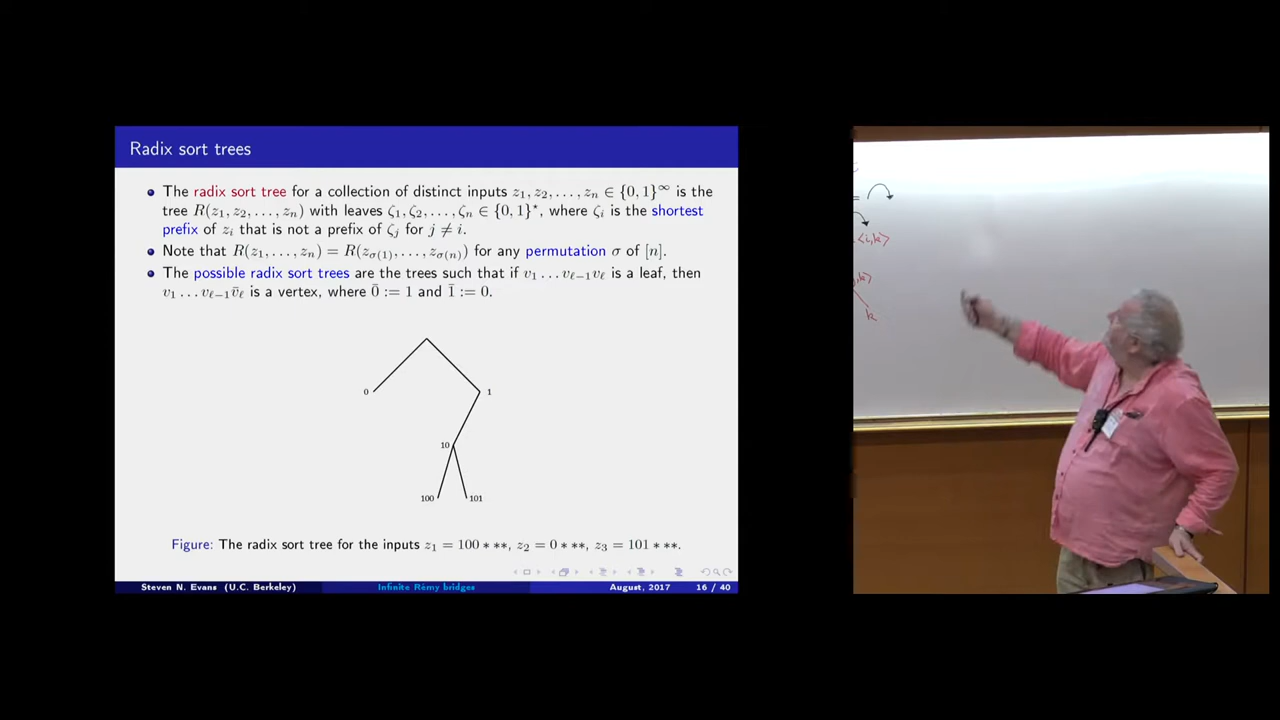 Radix sort trees
The radix sort tree for a collection of distinct inputs z₁, z₂, . . . , zₙ ∈ {0, 1}^∞ is the
tree R(z₁, z₂, . . . , zₙ) with leaves ζ₁, ζ₂, . . . , ζₙ ∈ {0, 1}*, where ζᵢ is the shortest
prefix of zᵢ that is not a prefix of ζⱼ for j ≠ i.
Note that R(z₁, . . . , zₙ) = R(z_σ(1), . . . , z_σ(n)) for any permutation σ of [n].
The possible radix sort trees are the trees such that if v₁ . . . v_ℓ−1 v_ℓ is a leaf, then
v₁ . . . v_ℓ−1 v̄_ℓ is a vertex, where 0̄ := 1 and 1̄ := 0.
0
1
10
100
101
Figure: The radix sort tree for the inputs z₁ = 100 ∗ ∗∗, z₂ = 0 ∗ ∗∗, z₃ = 101 ∗ ∗∗.
Steven N. Evans (U.C. Berkeley)
Infinite Rémy bridges
August, 2017
16 / 40
<i,k>
k